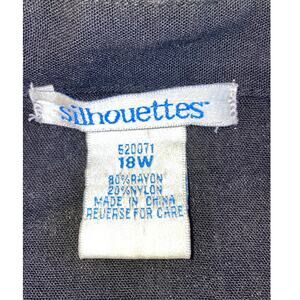 silhouettes
520071
18W
80%RAYON
20%NYLON
MADE IN CHINA
REVERSE FOR CARE